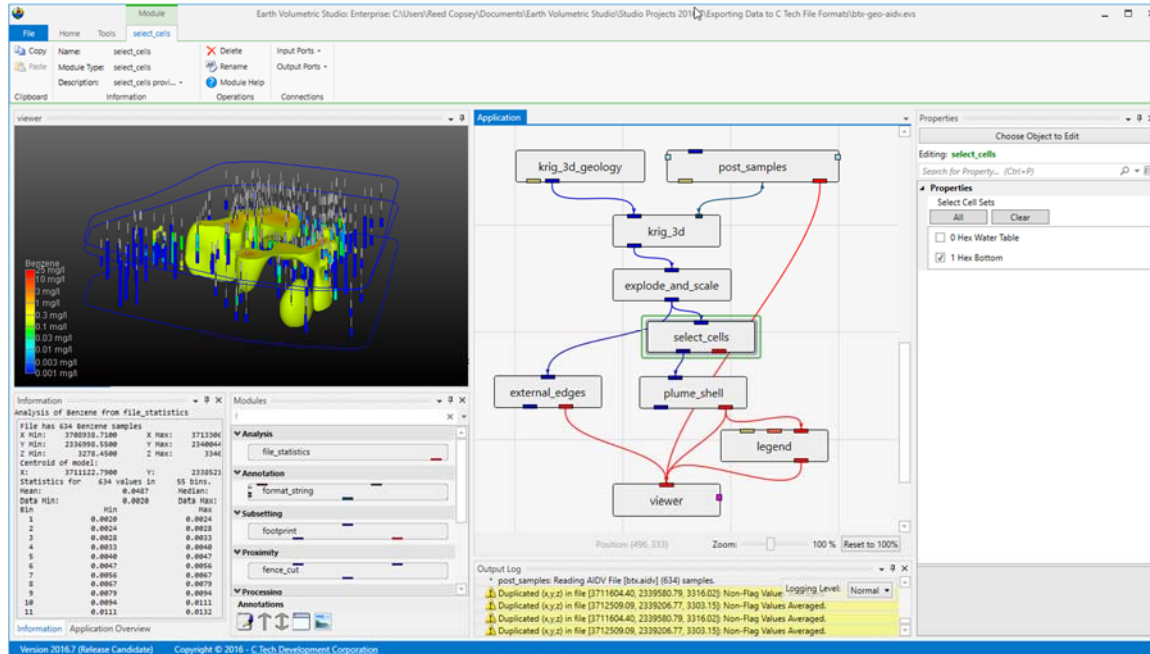 Module
Earth Volumetric Studio: Enterprise: C:\Users\Reed Copsey\Documents\Earth Volumetric Studio\Studio Projects 2016.7\Exporting Data to C Tech File Formats\btx-geo-aidv.evs
File Home Tools select_cells
Copy
Paste
Clipboard
Name: select_cells
Module Type: select_cells
Description: select_cells provi...
Information
Delete
Rename
Module Help
Operations
Input Ports
Output Ports
Connections
viewer
Benzene
25 mg/l
10 mg/l
3 mg/l
1 mg/l
0.3 mg/l
0.1 mg/l
0.03 mg/l
0.01 mg/l
0.003 mg/l
0.001 mg/l
Information
Analysis of Benzene from file_statistics
File has 634 Benzene samples
X Min: 3708938.7100 X Max: 3713306
Y Min: 2336998.5500 Y Max: 2340044
Z Min: 3278.4500 Z Max: 3346
Centroid of model:
X: 3711122.7900 Y: 2338521
Statistics for 634 values in 55 bins.
Mean: 0.0487 Median:
Data Min: 0.0020 Data Max:
Bin Min Max
1 0.0020 0.0024
2 0.0024 0.0028
3 0.0028 0.0033
4 0.0033 0.0040
5 0.0040 0.0047
6 0.0047 0.0056
7 0.0056 0.0067
8 0.0067 0.0079
9 0.0079 0.0094
10 0.0094 0.0111
11 0.0111 0.0132
Information Application Overview
Modules
f
Analysis
file_statistics
Annotation
format_string
Subsetting
footprint
Proximity
fence_cut
Processing
Annotations
Application
krig_3d_geology
post_samples
krig_3d
explode_and_scale
select_cells
external_edges
plume_shell
legend
viewer
Position: [496, 333] Zoom: 100 % Reset to 100%
Output Log
post_samples: Reading AIDV File [btx.aidv] (634) samples.
Logging Level: Normal
Duplicated (x,y,z) in file [3711604.40, 2339580.79, 3316.02]: Non-Flag Value
Duplicated (x,y,z) in file [3712509.09, 2339206.77, 3303.15]: Non-Flag Values Averaged.
Duplicated (x,y,z) in file [3711604.40, 2339580.79, 3316.02]: Non-Flag Values Averaged.
Duplicated (x,y,z) in file [3712509.09, 2339206.77, 3303.15]: Non-Flag Values Averaged.
Properties
Choose Object to Edit
Editing: select_cells
Search for Property... (Ctrl+P)
Properties
Select Cell Sets
All Clear
0 Hex Water Table
1 Hex Bottom
Version 2016.7 (Release Candidate) Copyright © 2016 - C Tech Development Corporation